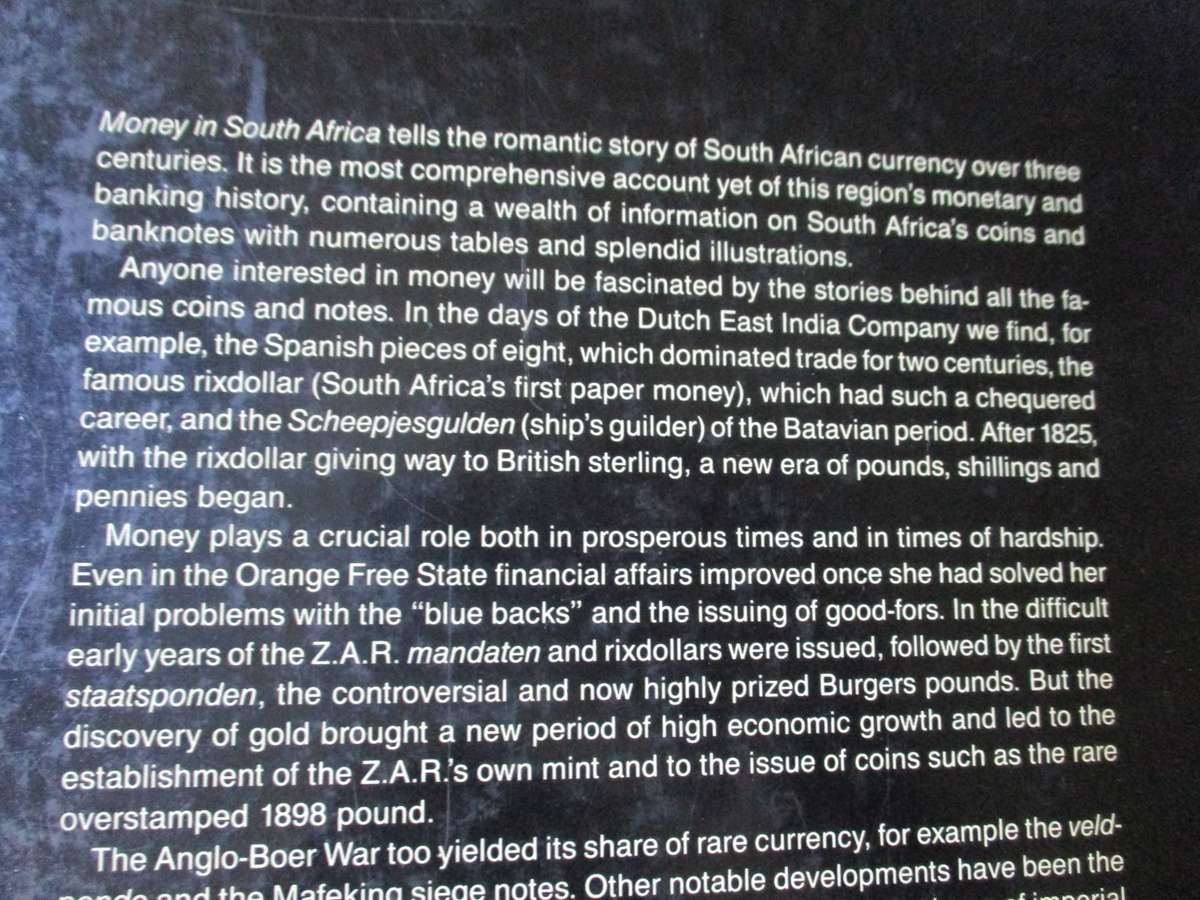 Money in South Africa tells the romantic story of South African currency over three
centuries. It is the most comprehensive account yet of this region's monetary and
banking history, containing a wealth of information on South Africa's coins and
banknotes with numerous tables and splendid illustrations.
Anyone interested in money will be fascinated by the stories behind all the fa-
mous coins and notes. In the days of the Dutch East India Company we find, for
example, the Spanish pieces of eight, which dominated trade for two centuries, the
famous rixdollar (South Africa's first paper money), which had such a chequered
career, and the Scheepjesgulden (ship's guilder) of the Batavian period. After 1825,
with the rixdollar giving way to British sterling, a new era of pounds, shillings and
pennies began.
Money plays a crucial role both in prosperous times and in times of hardship.
Even in the Orange Free State financial affairs improved once she had solved her
initial problems with the "blue backs" and the issuing of good-fors. In the difficult
early years of the Z.A.R. mandaten and rixdollars were issued, followed by the first
staatsponden, the controversial and now highly prized Burgers pounds. But the
discovery of gold brought a new period of high economic growth and led to the
establishment of the Z.A.R.'s own mint and to the issue of coins such as the rare
overstamped 1898 pound.
The Anglo-Boer War too yielded its share of rare currency, for example the veld-
and the Mafeking siege notes. Other notable developments have been the
of imperial